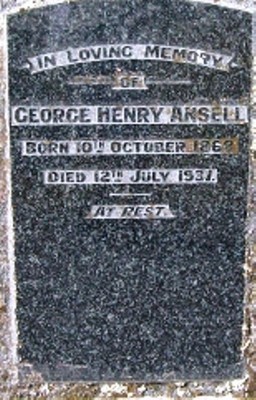 IN LOVING MEMORY
OF
GEORGE HENRY ANSELL
BORN 10TH OCTOBER
DIED 12TH JULY 1937.
AT REST